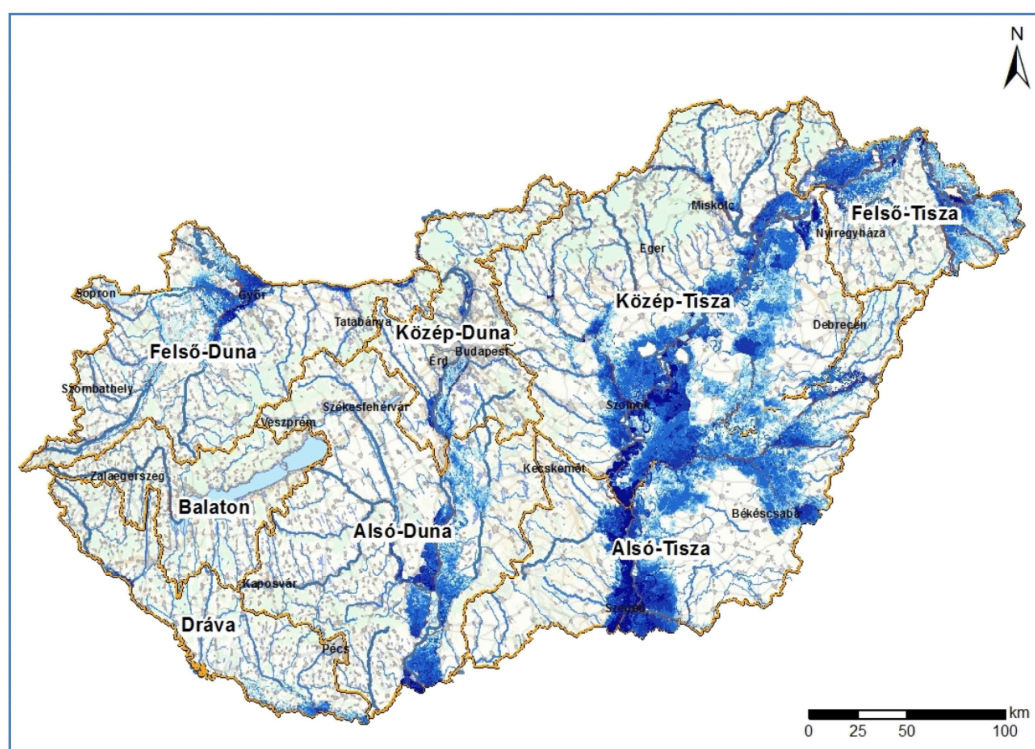 N
Miskolc
Felső-Tisza
Nyíregyháza
Eger
Sopron
Győr
Közép-Tisza
Tatabánya
Közép-Duna
Debrecen
Felső-Duna
Érd
Budapest
Szombathely
Szolnok
Székesfehérvár
Veszprém
Kecskemét
Zalaegerszeg
Balaton
Békéscsaba
Alsó-Duna
Alsó-Tisza
Kaposvár
Szeged
Dráva
Pécs
km
0 25 50 100